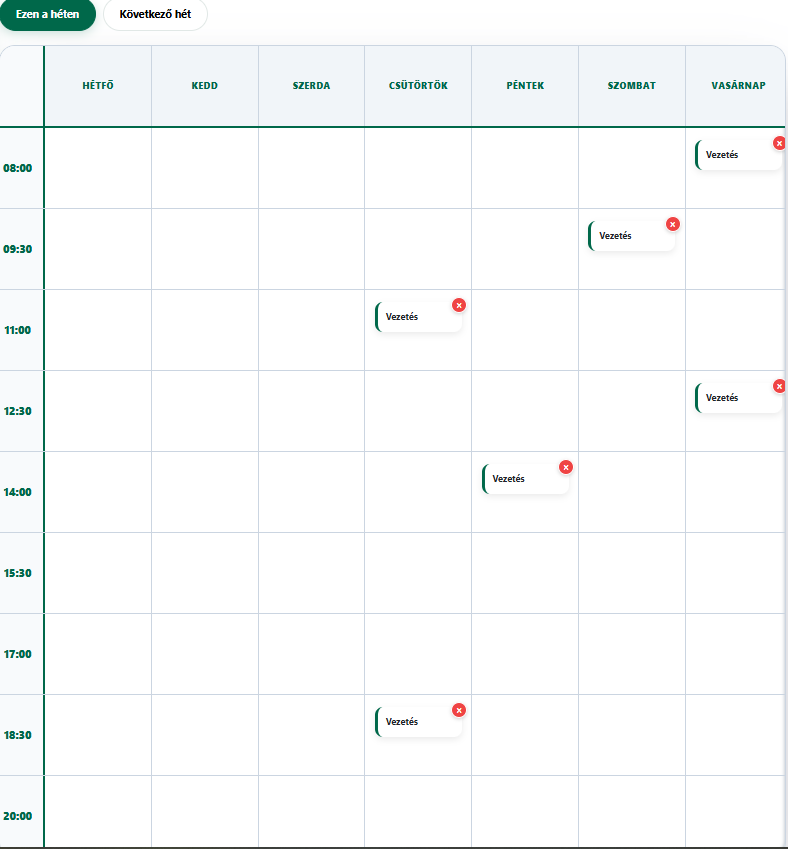 Ezen a héten Következő hét
HÉTFŐ KEDD SZERDA CSÜTÖRTÖK PÉNTEK SZOMBAT VASÁRNAP
08:00 Vezetés
09:30 Vezetés
11:00 Vezetés
12:30 Vezetés
14:00 Vezetés
15:30
17:00
18:30 Vezetés
20:00